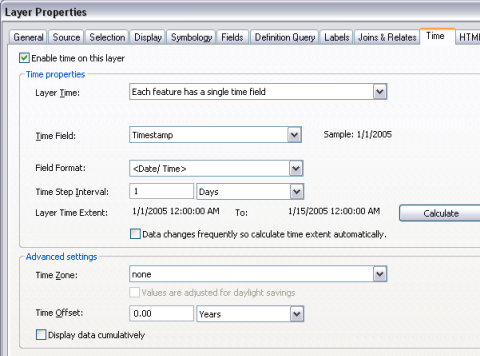 Layer Properties
General Source Selection Display Symbology Fields Definition Query Labels Joins & Relates Time HTM
Enable time on this layer
Time properties
Layer Time: Each feature has a single time field
Time Field: Timestamp Sample: 1/1/2005
Field Format: <Date/ Time>
Time Step Interval: 1 Days
Layer Time Extent: 1/1/2005 12:00:00 AM To: 1/15/2005 12:00:00 AM Calculate
Data changes frequently so calculate time extent automatically.
Advanced settings
Time Zone: none
Values are adjusted for daylight savings
Time Offset: 0.00 Years
Display data cumulatively